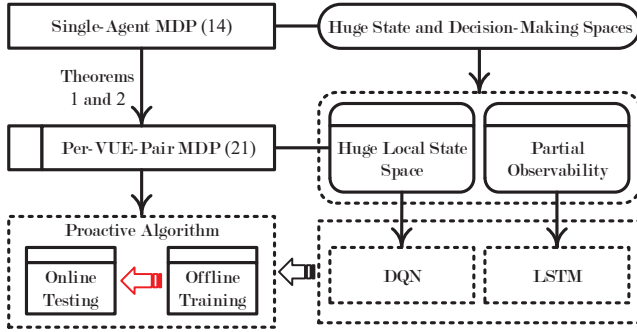 Single-Agent MDP (14)
Huge State and Decision-Making Spaces
Theorems
1 and 2
Per-VUE-Pair MDP (21)
Huge Local State
Space
Partial
Observability
Proactive Algorithm
Online
Testing
Offline
Training
DQN
LSTM